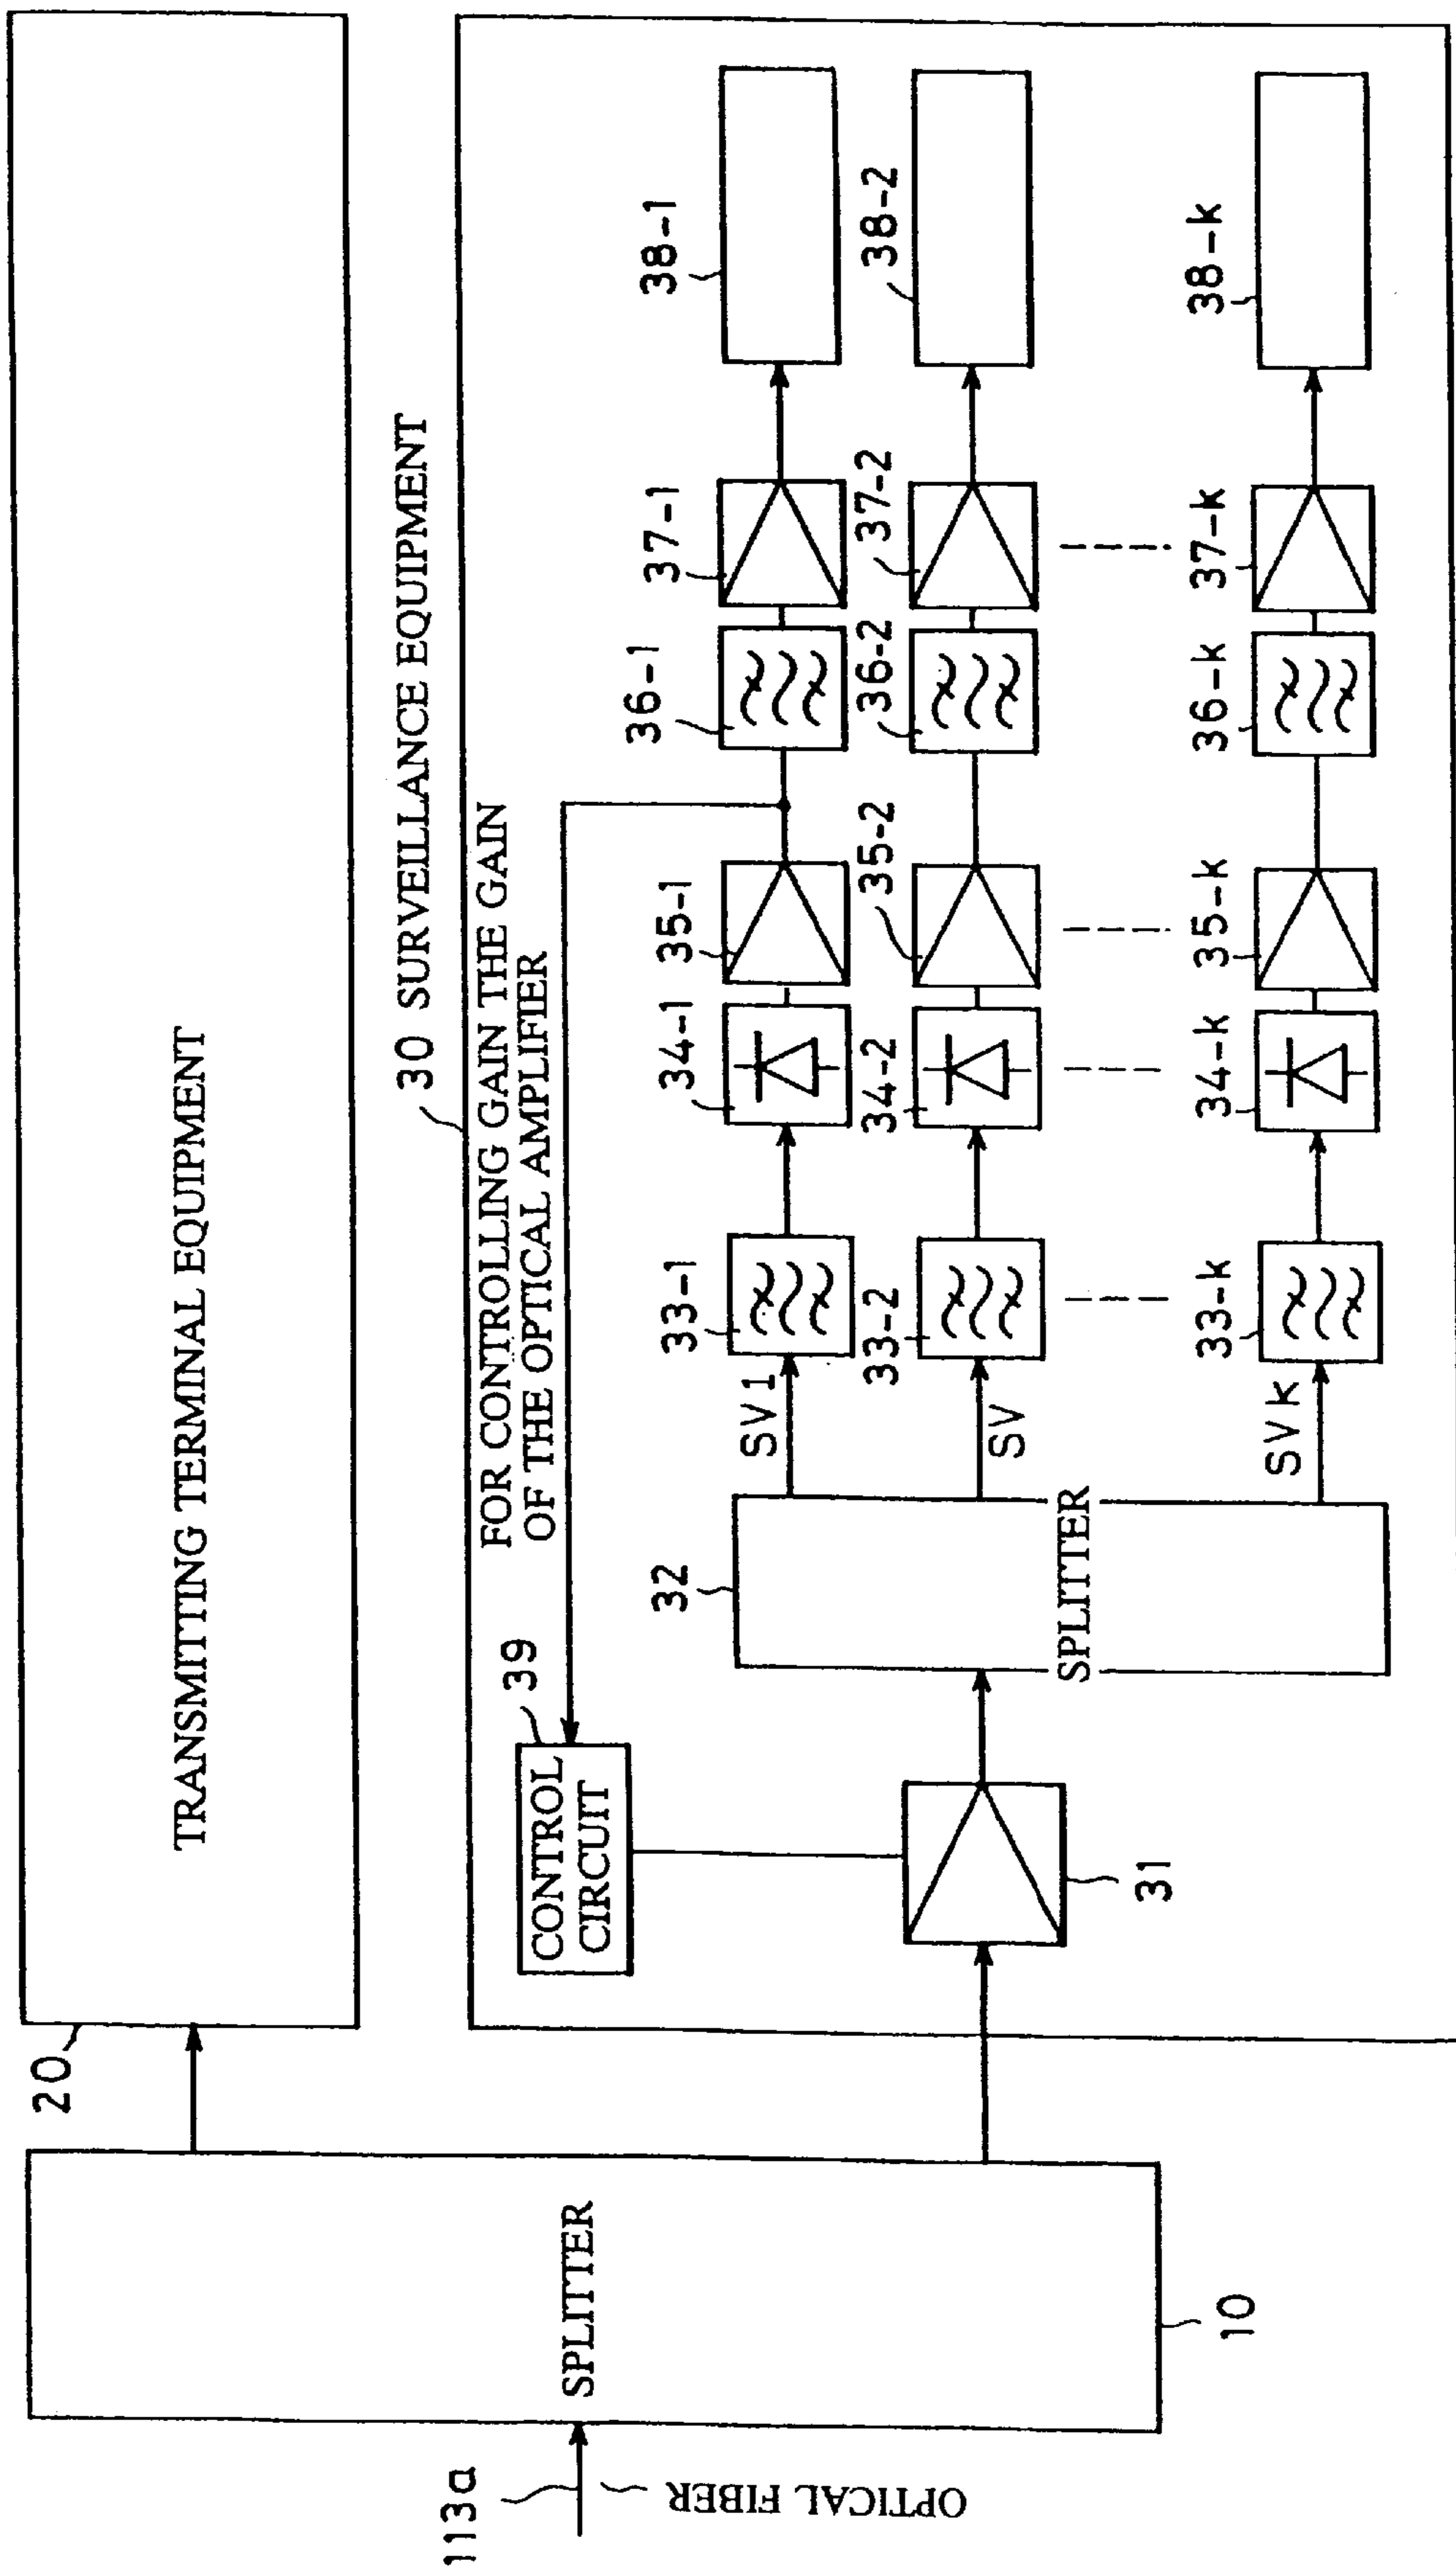 20
TRANSMITTING TERMINAL EQUIPMENT
30 SURVEILLANCE EQUIPMENT
FOR CONTROLLING GAIN THE GAIN
OF THE OPTICAL AMPLIFIER
39
CONTROL
CIRCUIT
113a
OPTICAL FIBER
SPLITTER
10
31
32
SPLITTER
SV1
33-1
34-1
35-1
36-1
37-1
38-1
SV
33-2
34-2
35-2
36-2
37-2
38-2
SVk
33-k
34-k
35-k
36-k
37-k
38-k